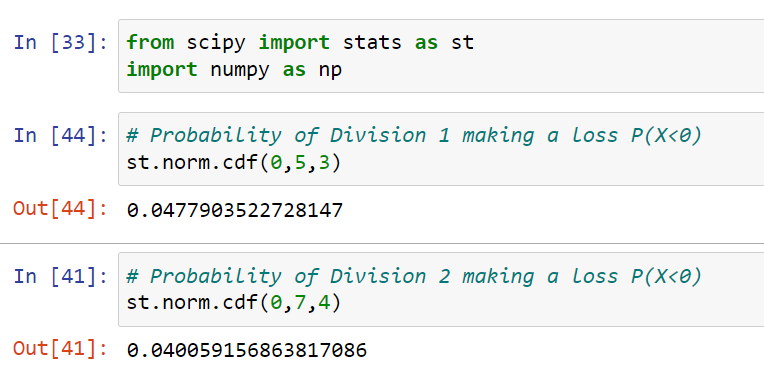 In [33]: from scipy import stats as st
import numpy as np
In [44]: # Probability of Division 1 making a loss P(X<0)
st.norm.cdf(0,5,3)
Out[44]: 0.0477903522728147
In [41]: # Probability of Division 2 making a loss P(X<0)
st.norm.cdf(0,7,4)
Out[41]: 0.040059156863817086